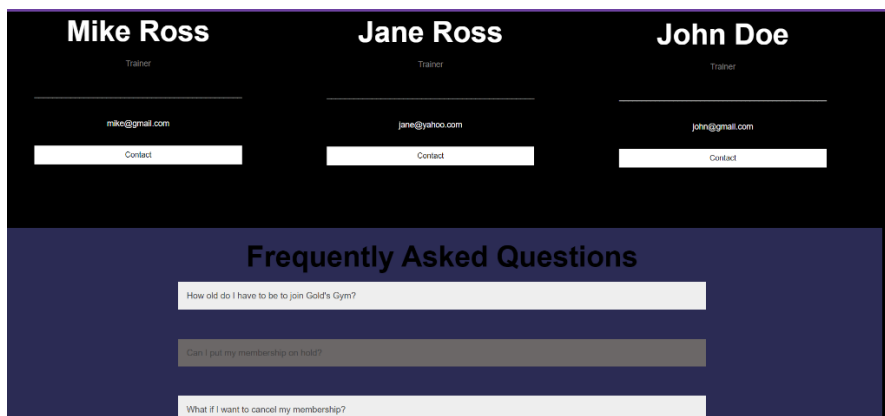 Mike Ross
Trainer
mike@gmail.com
Contact
Jane Ross
Trainer
jane@yahoo.com
Contact
John Doe
Trainer
john@gmail.com
Contact
Frequently Asked Questions
How old do I have to be to join Gold's Gym?
Can I put my membership on hold?
What if I want to cancel my membership?